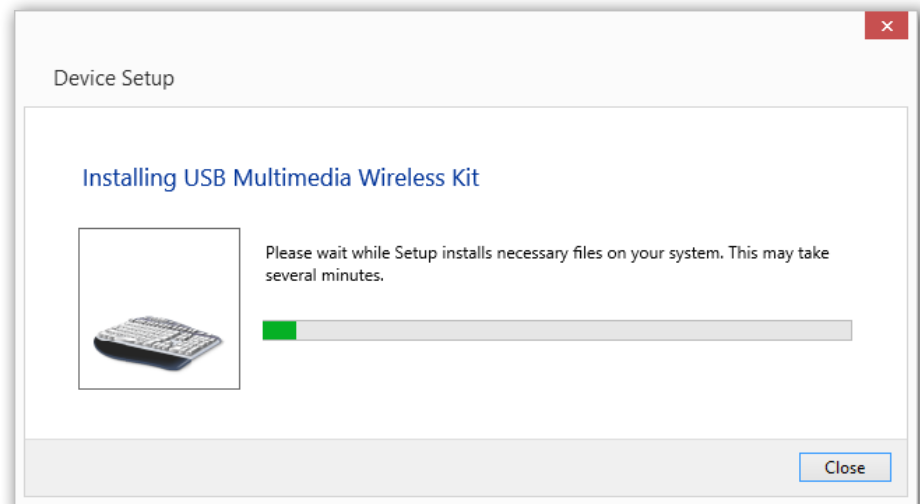 Device Setup
Installing USB Multimedia Wireless Kit
Please wait while Setup installs necessary files on your system. This may take
several minutes.
Close